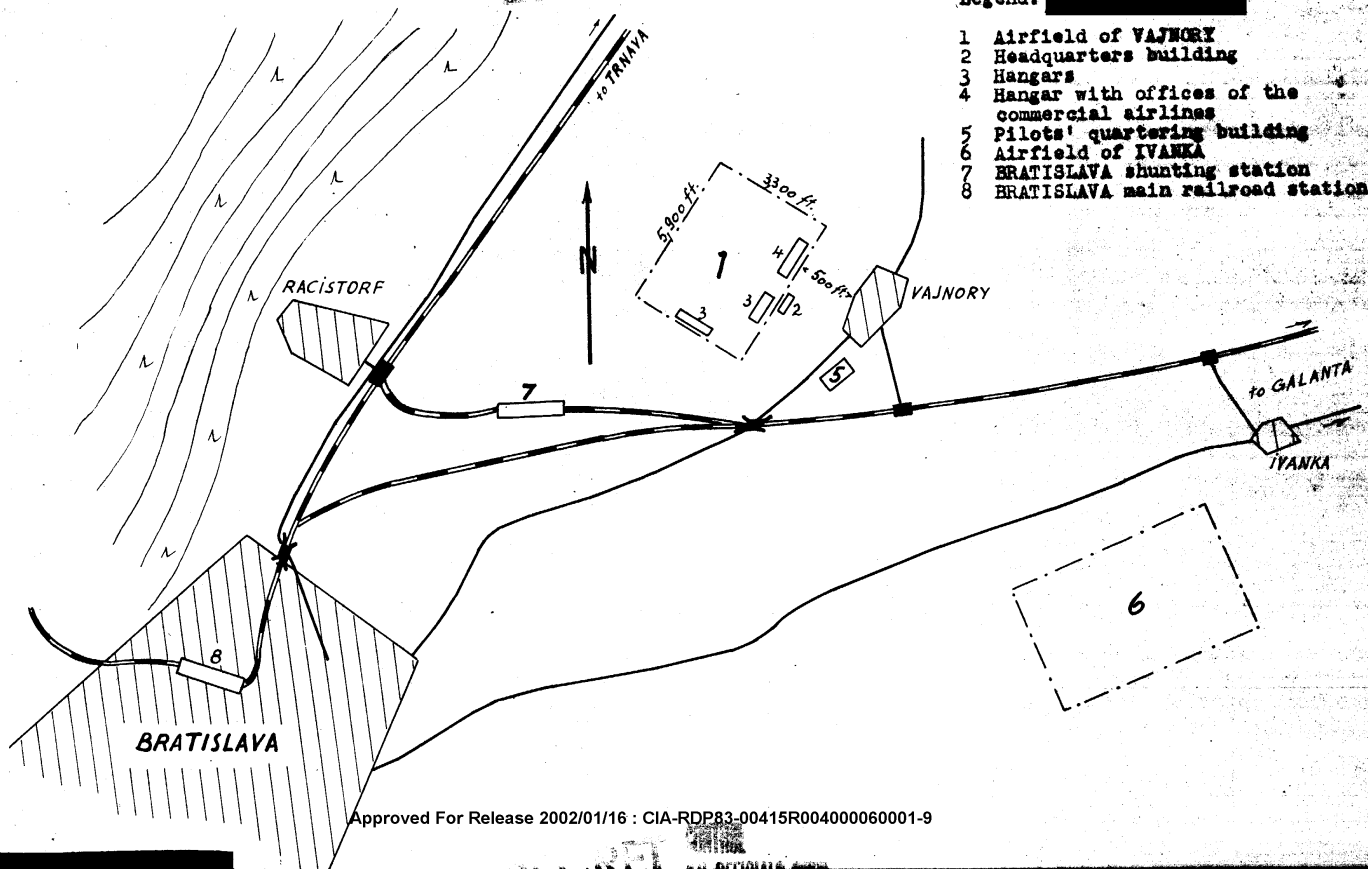 Legend:
1 Airfield of VAJNORY
2 Headquarters building
3 Hangars
4 Hangar with offices of the
commercial airlines
5 Pilots' quartering building
6 Airfield of IVANKA
7 BRATISLAVA shunting station
8 BRATISLAVA main railroad station
to TRNAVA
3300 ft.
5,900 ft.
1
4
500 ft.
3
2
3
N
RACISTORF
VAJNORY
5
7
to GALANTA
IVANKA
6
8
BRATISLAVA
Approved For Release 2002/01/16 : CIA-RDP83-00415R004000060001-9